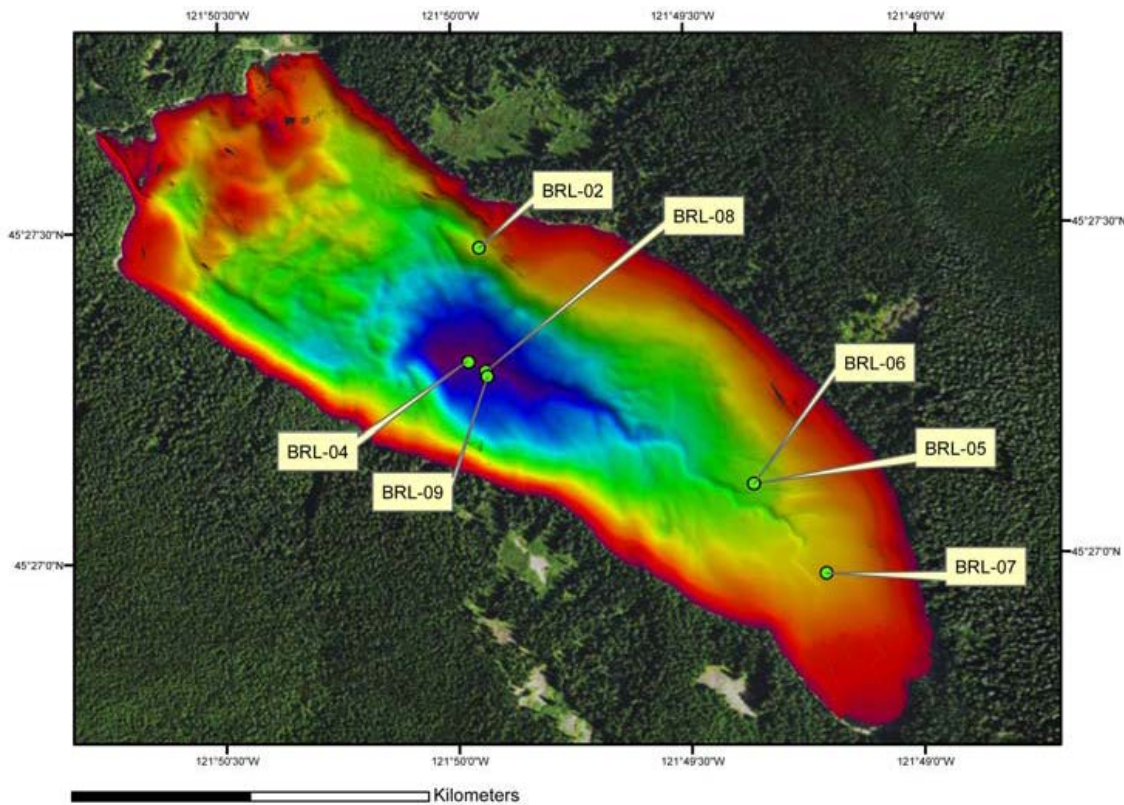 121°50'30"W 121°50'0"W 121°49'30"W 121°49'0"W
BRL-02
BRL-08
45°27'30"N 45°27'30"N
BRL-06
BRL-04
BRL-05
BRL-09
45°27'0"N 45°27'0"N
BRL-07
121°50'30"W 121°50'0"W 121°49'30"W 121°49'0"W
Kilometers